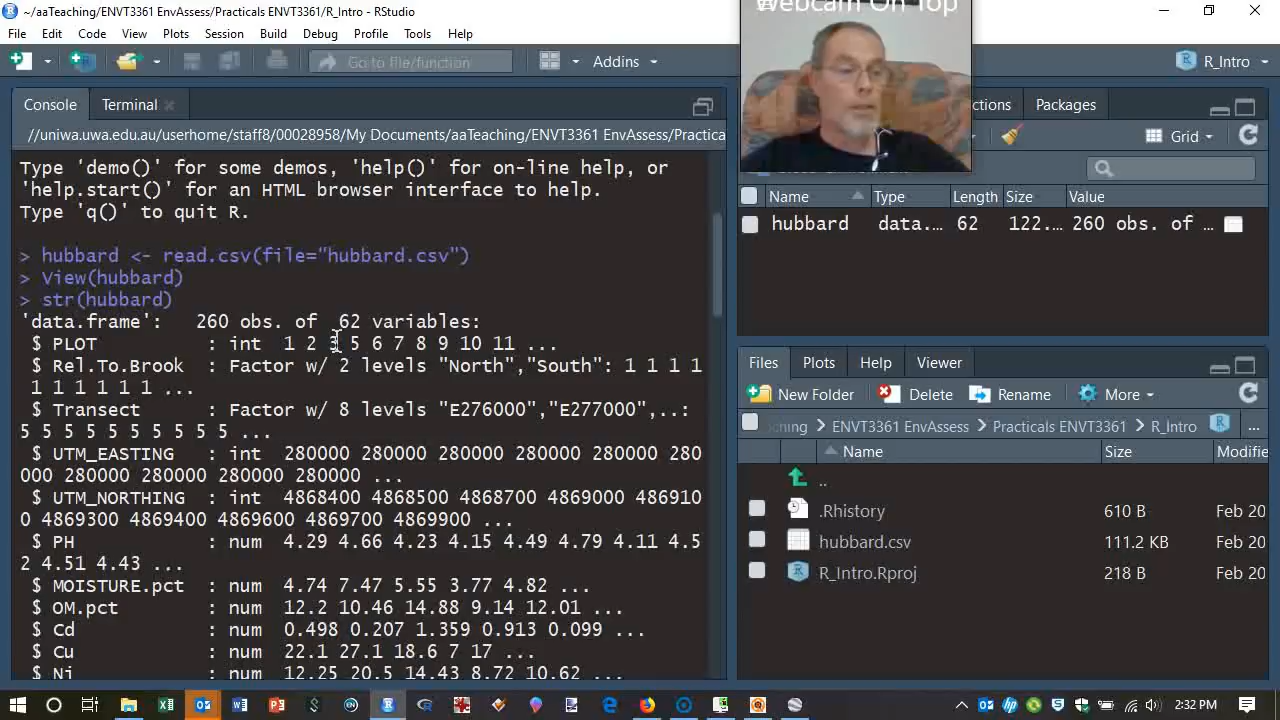 ~/aaTeaching/ENVT3361 EnvAssess/Practicals ENVT3361/R_Intro - RStudio
Webcam On Top
File Edit Code View Plots Session Build Debug Profile Tools Help
Go to file/function Addins R_Intro
Console Terminal
Packages
//uniwa.uwa.edu.au/userhome/staff8/00028958/My Documents/aaTeaching/ENVT3361 EnvAssess/Practica
Grid
Type 'demo()' for some demos, 'help()' for on-line help, or
'help.start()' for an HTML browser interface to help.
Type 'q()' to quit R.
> hubbard <- read.csv(file="hubbard.csv")
> View(hubbard)
> str(hubbard)
'data.frame': 260 obs. of 62 variables:
$ PLOT : int 1 2 3 5 6 7 8 9 10 11 ...
$ Rel.To.Brook : Factor w/ 2 levels "North","South": 1 1 1 1
1 1 1 1 1 1 ...
$ Transect : Factor w/ 8 levels "E276000","E277000",..:
5 5 5 5 5 5 5 5 5 5 ...
$ UTM_EASTING : int 280000 280000 280000 280000 280
000 280000 280000 280000 ...
$ UTM_NORTHING : int 4868400 4868500 4868700 4869000 486910
0 4869300 4869400 4869600 4869700 4869900 ...
$ PH : num 4.29 4.66 4.23 4.15 4.49 4.79 4.11 4.5
2 4.51 4.43 ...
$ MOISTURE.pct : num 4.74 7.47 5.55 3.77 4.82 ...
$ OM.pct : num 12.2 10.46 14.88 9.14 12.01 ...
$ Cd : num 0.498 0.207 1.359 0.913 0.099 ...
$ Cu : num 22.1 27.1 18.6 7 17 ...
$ Ni : num 12.25 20.5 14.43 8.72 10.62 ...
Name Type Length Size Value
hubbard data.… 62 122.… 260 obs. of …
Files Plots Help Viewer
New Folder Delete Rename More
ching ENVT3361 EnvAssess Practicals ENVT3361 R_Intro ...
Name Size Modifie
..
.Rhistory 610 B Feb 20
hubbard.csv 111.2 KB Feb 20
R_Intro.Rproj 218 B Feb 20
2:32 PM